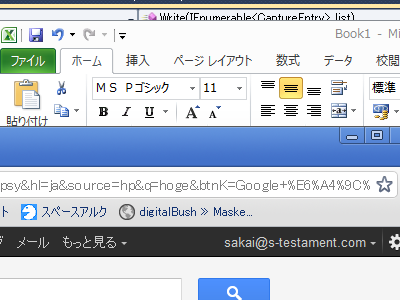 Write(IEnumerable<CaptureEntry> list)
Book1 - Mi
ファイル ホーム 挿入 ページ レイアウト 数式 データ 校閲
ＭＳ Ｐゴシック 11 標準
B I U A A
貼り付け
psy&hl=ja&source=hp&q=hoge&btnK=Google+%E6%A4%9C%
ト スペースアルク digitalBush » Maske...
メール もっと見る sakai@s-testament.com